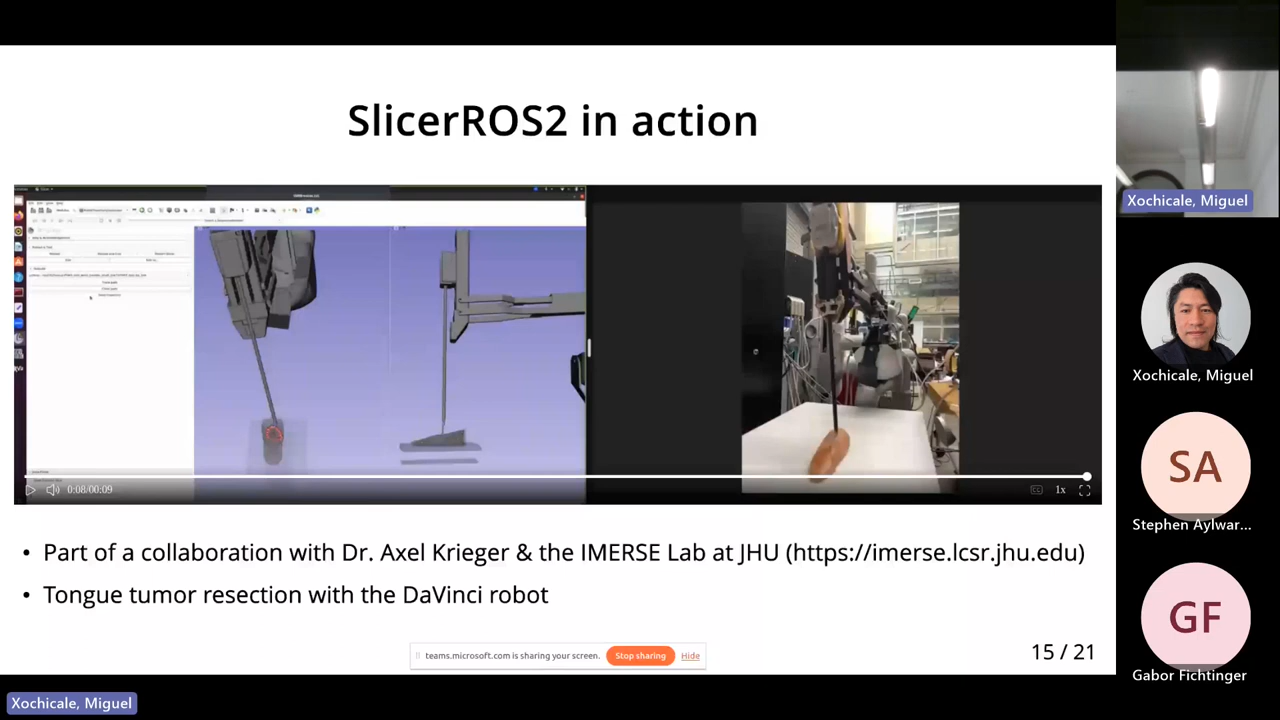 SlicerROS2 in action
0:08/00:09
CC
1x
• Part of a collaboration with Dr. Axel Krieger & the IMERSE Lab at JHU (https://imerse.lcsr.jhu.edu)
• Tongue tumor resection with the DaVinci robot
teams.microsoft.com is sharing your screen. Stop sharing Hide
15 / 21
Xochicale, Miguel
Xochicale, Miguel
SA
Stephen Aylwar...
GF
Gabor Fichtinger
Xochicale, Miguel